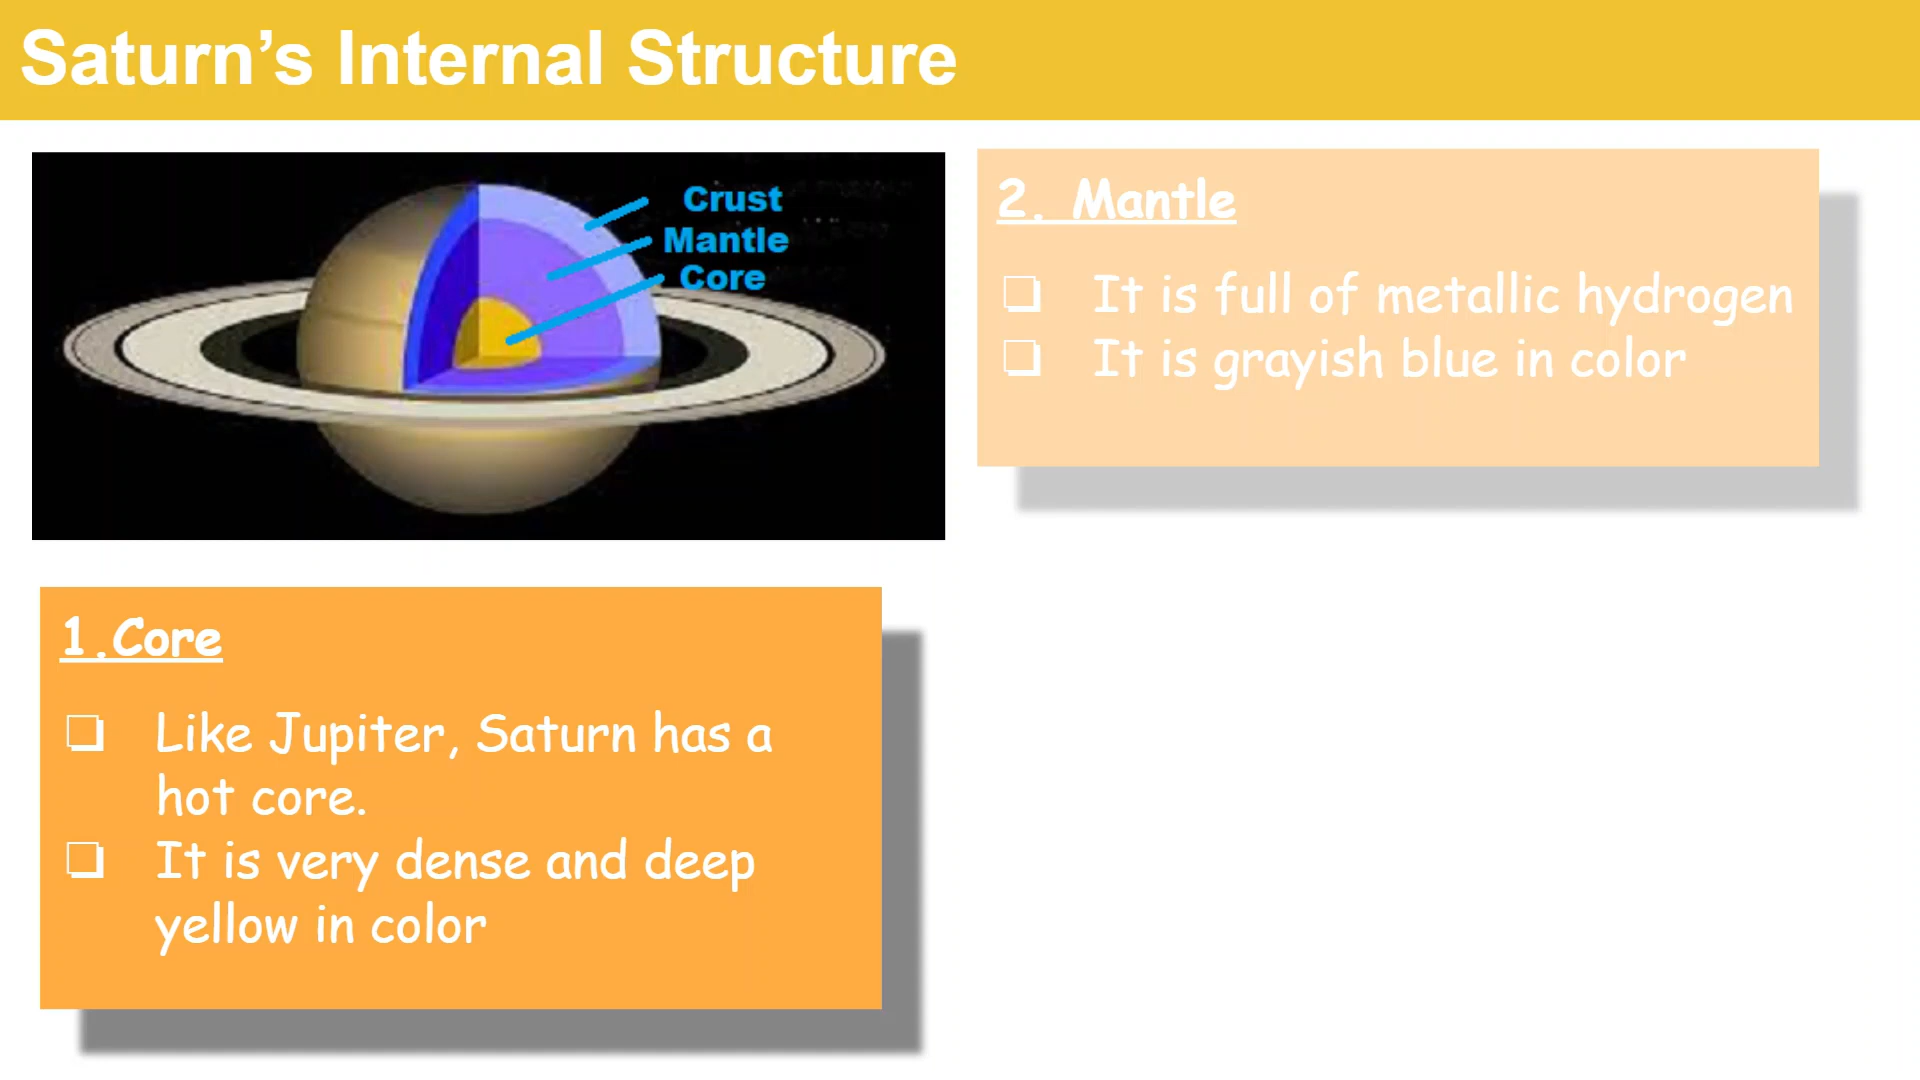 Saturn’s Internal Structure
Crust
Mantle
Core
2. Mantle
❏ It is full of metallic hydrogen
❏ It is grayish blue in color
1.Core
❏ Like Jupiter, Saturn has a
hot core.
❏ It is very dense and deep
yellow in color